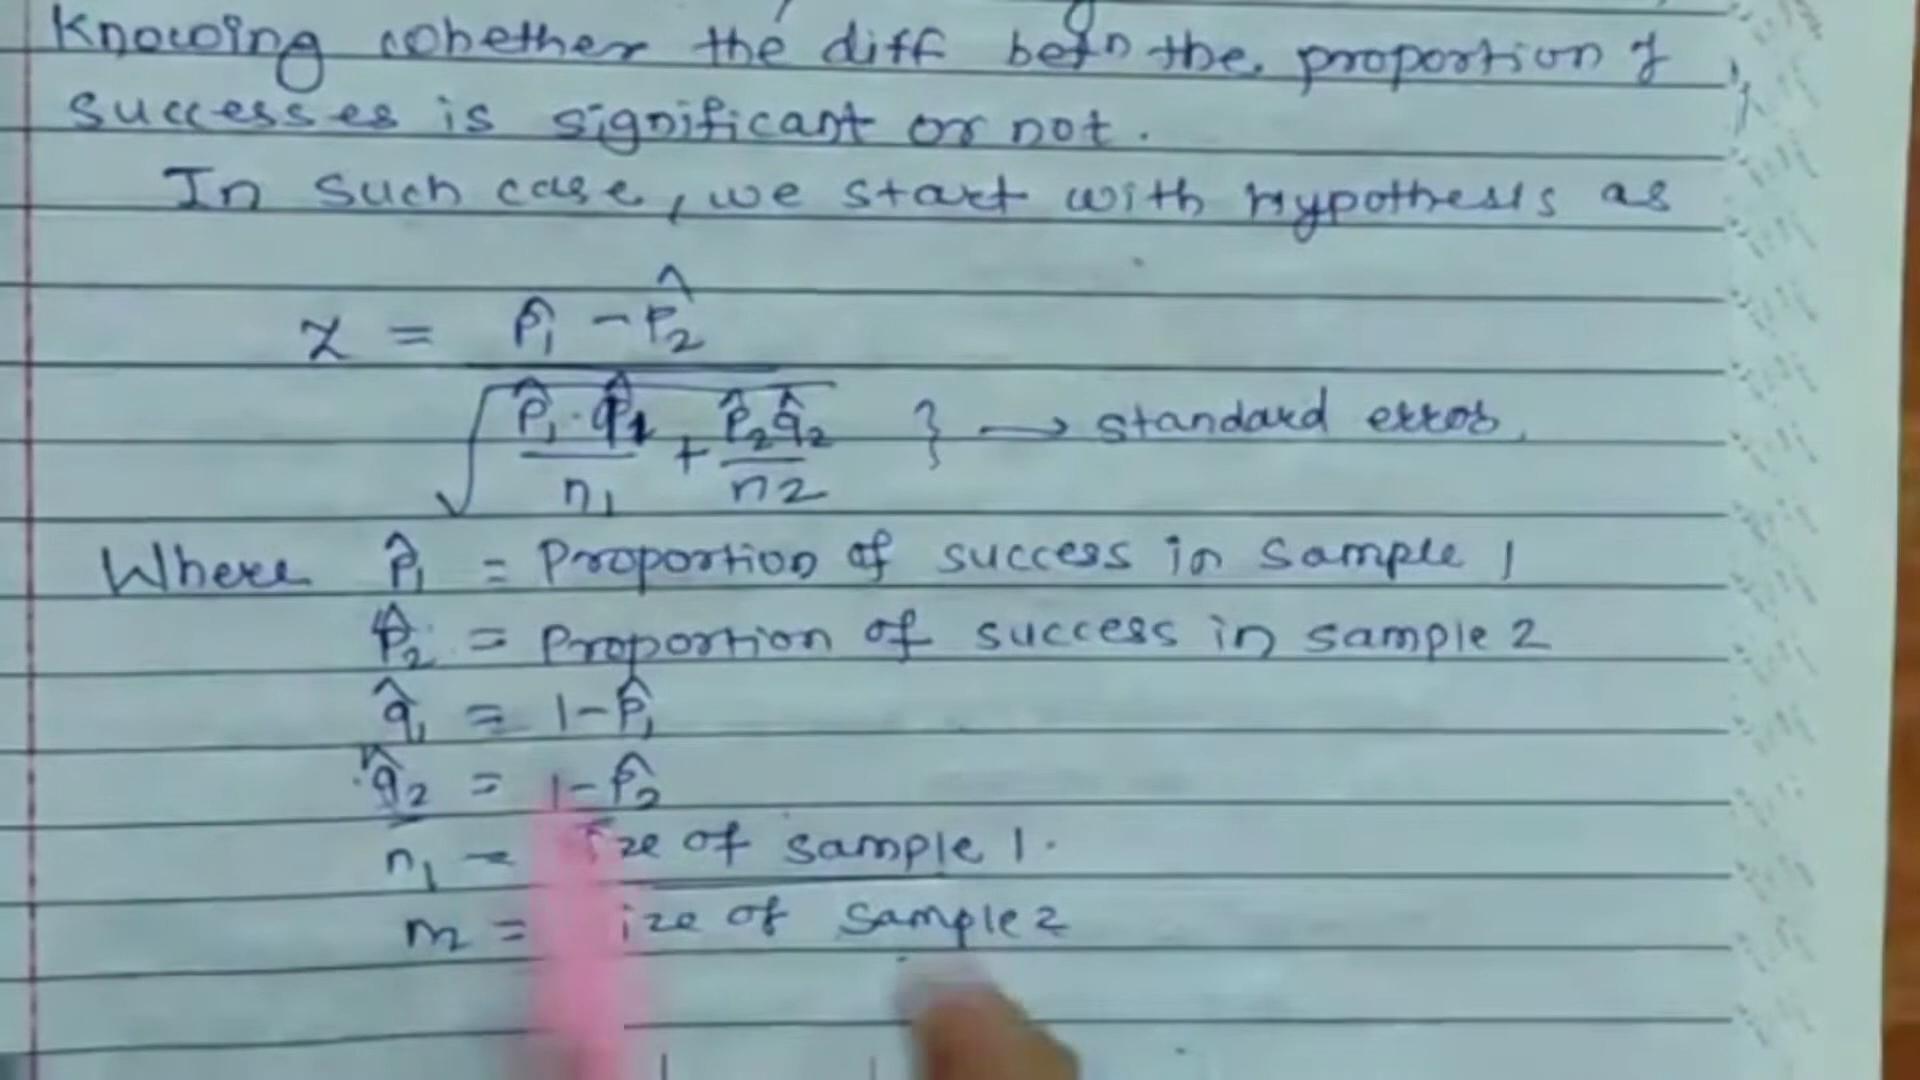 Knowing whether the diff betn the proportion of
successes is significant or not.
In such case, we start with hypothesis as
z = p̂₁ - p̂₂
√ p̂₁ · q̂₁ / n₁ + p̂₂ q̂₂ / n2 } → standard error.
Where p̂₁ = Proportion of success in sample 1
p̂₂ = Proportion of success in sample 2
q̂₁ = 1-p̂₁
q̂₂ = 1-p̂₂
n₁ = size of sample 1.
n₂ = size of sample 2